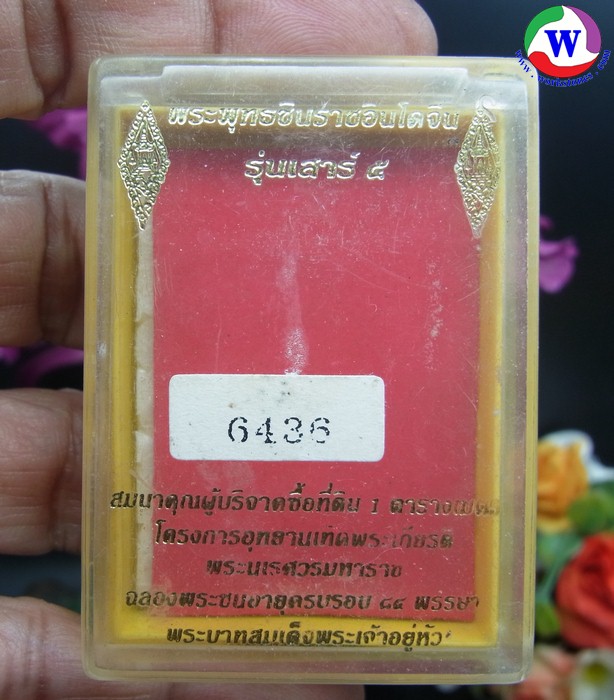 W
www.workstones.com
พระพุทธชินราชอินโดจีน
รุ่นเสาร์ ๕
6436
สมนาคุณผู้บริจาคซื้อที่ดิน 1 ตารางเมตร
โครงการอุทยานเทิดพระเกียรติ
พระนเรศวรมหาราช
ฉลองพระชนมายุครบรอบ ๘๔ พรรษา
พระบาทสมเด็จพระเจ้าอยู่หัว